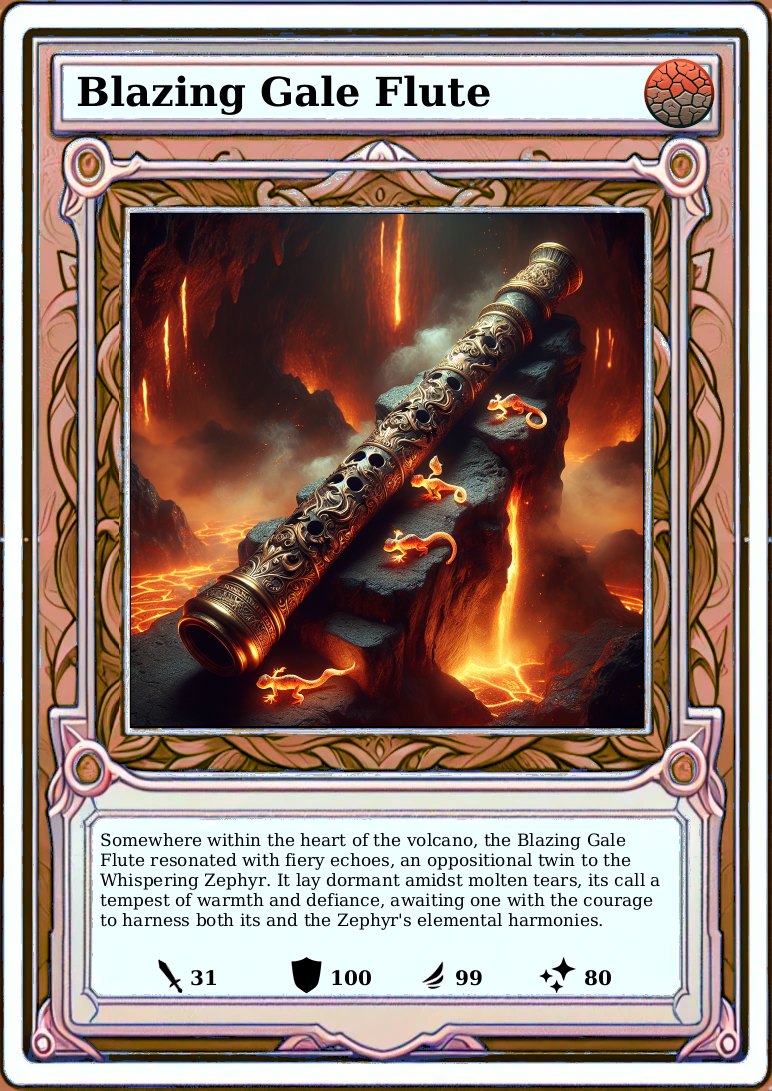 Blazing Gale Flute
Somewhere within the heart of the volcano, the Blazing Gale
Flute resonated with fiery echoes, an oppositional twin to the
Whispering Zephyr. It lay dormant amidst molten tears, its call a
tempest of warmth and defiance, awaiting one with the courage
to harness both its and the Zephyr's elemental harmonies.
31 100 99 80